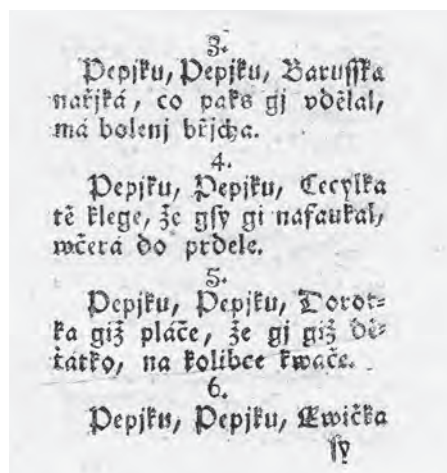 3.
Pepjku, Pepjku, Barusska
nařjká, co paks gj vdělal,
má bolenj břjcha.
4.
Pepjku, Pepjku, Cecylka
tě klege, že gsy gi nafaukal,
wčera do prdele.
5.
Pepjku, Pepjku, Dorot=
ka giž pláče, že gj giž dě=
tátko, na kolibce kwače.
6.
Pepjku, Pepjku, Ewička
sy